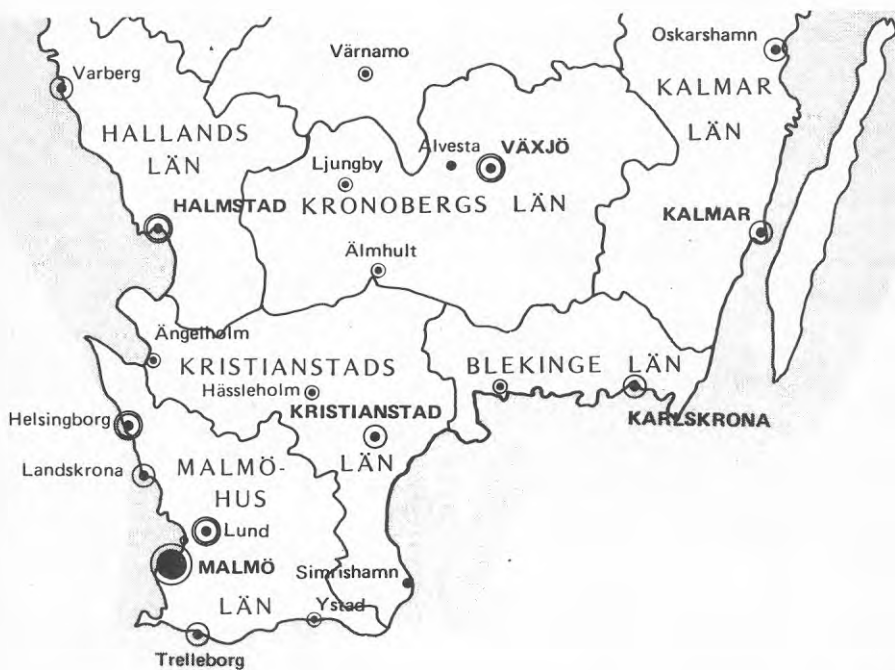 Värnamo
Oskarshamn
Varberg
KALMAR
LÄN
HALLANDS
LÄN
Alvesta
VÄXJÖ
Ljungby
KRONOBERGS LÄN
HALMSTAD
KALMAR
Älmhult
Ängelholm
KRISTIANSTADS
BLEKINGE LÄN
Hässleholm
KRISTIANSTAD
KARLSKRONA
Helsingborg
LÄN
Landskrona
MALMÖ-
HUS
Lund
MALMÖ
LÄN
Simrishamn
Ystad
Trelleborg